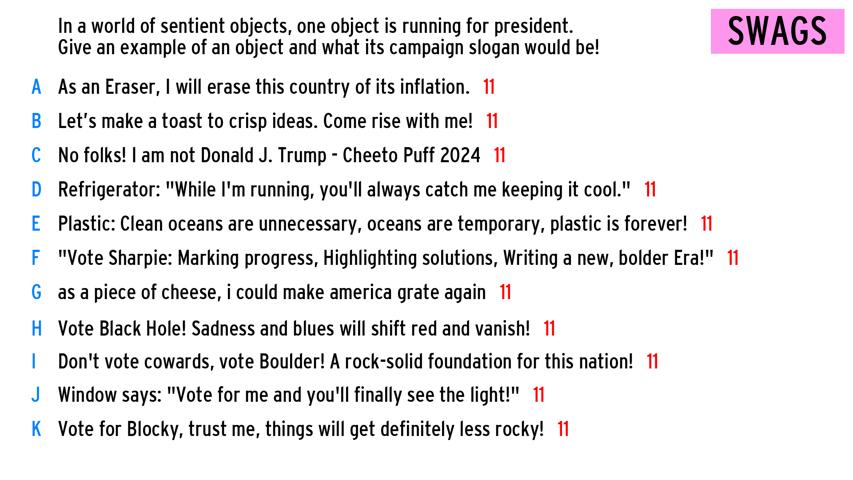 In a world of sentient objects, one object is running for president.
Give an example of an object and what its campaign slogan would be!
SWAGS
A As an Eraser, I will erase this country of its inflation. 11
B Let’s make a toast to crisp ideas. Come rise with me! 11
C No folks! I am not Donald J. Trump - Cheeto Puff 2024 11
D Refrigerator: "While I'm running, you'll always catch me keeping it cool." 11
E Plastic: Clean oceans are unnecessary, oceans are temporary, plastic is forever! 11
F "Vote Sharpie: Marking progress, Highlighting solutions, Writing a new, bolder Era!" 11
G as a piece of cheese, i could make america grate again 11
H Vote Black Hole! Sadness and blues will shift red and vanish! 11
I Don't vote cowards, vote Boulder! A rock-solid foundation for this nation! 11
J Window says: "Vote for me and you'll finally see the light!" 11
K Vote for Blocky, trust me, things will get definitely less rocky! 11